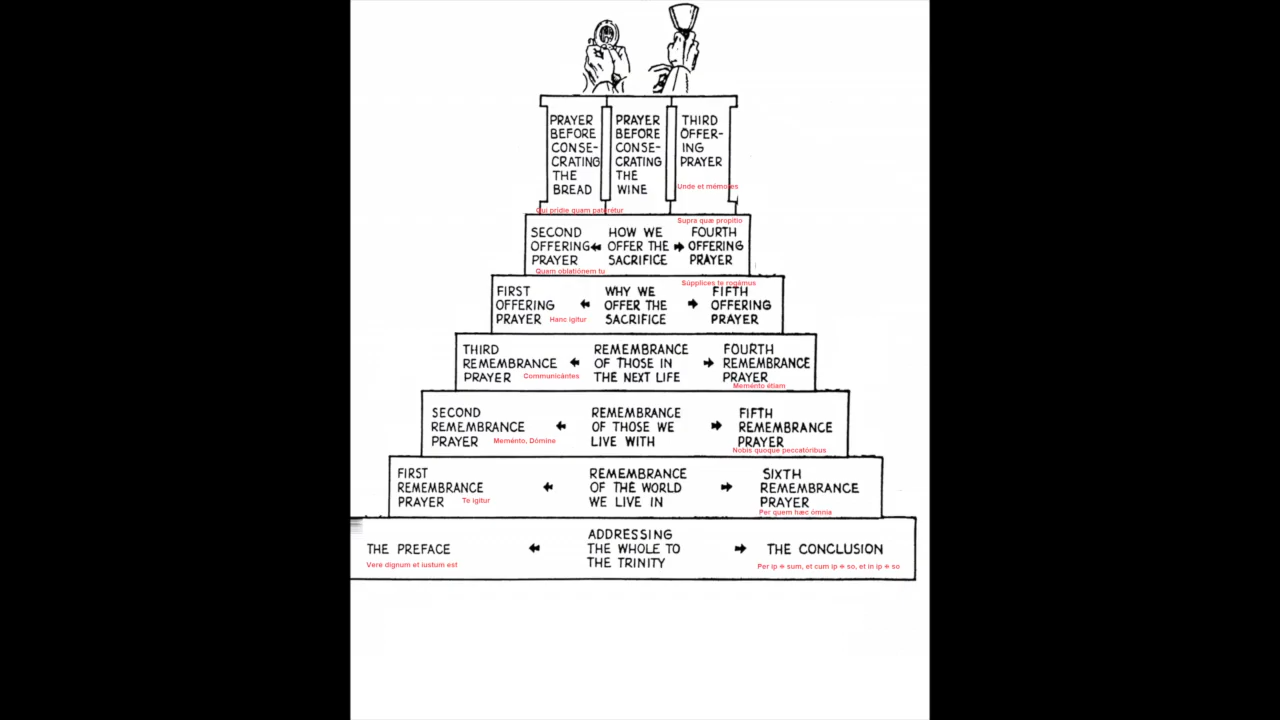 PRAYER
BEFORE
CONSE-
CRATING
THE
BREAD
Qui prídie quam paterétur
PRAYER
BEFORE
CONSE-
CRATING
THE
WINE
THIRD
OFFER-
ING
PRAYER
Unde et mémores
SECOND
OFFERING
PRAYER
Quam oblatiónem tu
HOW WE
OFFER THE
SACRIFICE
Supra quæ propitio
FOURTH
OFFERING
PRAYER
FIRST
OFFERING
PRAYER Hanc igitur
WHY WE
OFFER THE
SACRIFICE
Súpplices te rogámus
FIFTH
OFFERING
PRAYER
THIRD
REMEMBRANCE
PRAYER Communicántes
REMEMBRANCE
OF THOSE IN
THE NEXT LIFE
FOURTH
REMEMBRANCE
PRAYER
Meménto étiam
SECOND
REMEMBRANCE
PRAYER Meménto, Dómine
REMEMBRANCE
OF THOSE WE
LIVE WITH
FIFTH
REMEMBRANCE
PRAYER
Nobis quoque peccatóribus
FIRST
REMEMBRANCE
PRAYER Te igitur
REMEMBRANCE
OF THE WORLD
WE LIVE IN
SIXTH
REMEMBRANCE
PRAYER
Per quem hæc ómnia
THE PREFACE
Vere dignum et iustum est
ADDRESSING
THE WHOLE TO
THE TRINITY
THE CONCLUSION
Per ip ✠ sum, et cum ip ✠ so, et in ip ✠ so